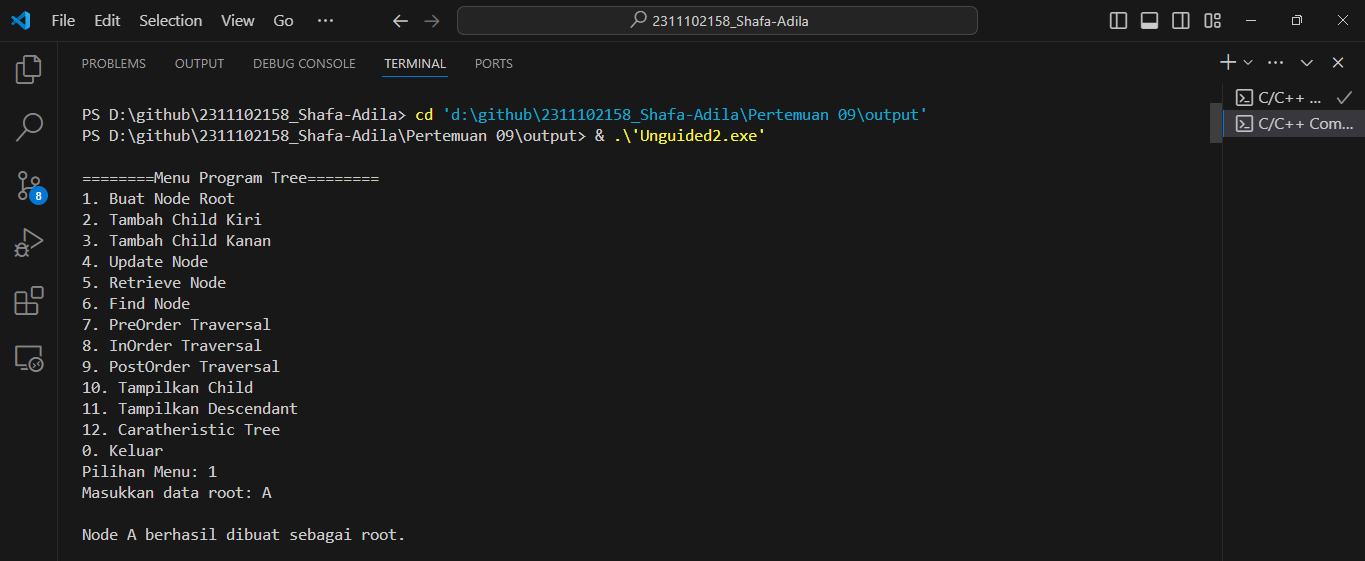 File Edit Selection View Go ...
2311102158_Shafa-Adila
PROBLEMS OUTPUT DEBUG CONSOLE TERMINAL PORTS
PS D:\github\2311102158_Shafa-Adila> cd 'd:\github\2311102158_Shafa-Adila\Pertemuan 09\output'
PS D:\github\2311102158_Shafa-Adila\Pertemuan 09\output> & .\'Unguided2.exe'
C/C++ ...
C/C++ Com...
8
========Menu Program Tree========
1. Buat Node Root
2. Tambah Child Kiri
3. Tambah Child Kanan
4. Update Node
5. Retrieve Node
6. Find Node
7. PreOrder Traversal
8. InOrder Traversal
9. PostOrder Traversal
10. Tampilkan Child
11. Tampilkan Descendant
12. Caratheristic Tree
0. Keluar
Pilihan Menu: 1
Masukkan data root: A
Node A berhasil dibuat sebagai root.